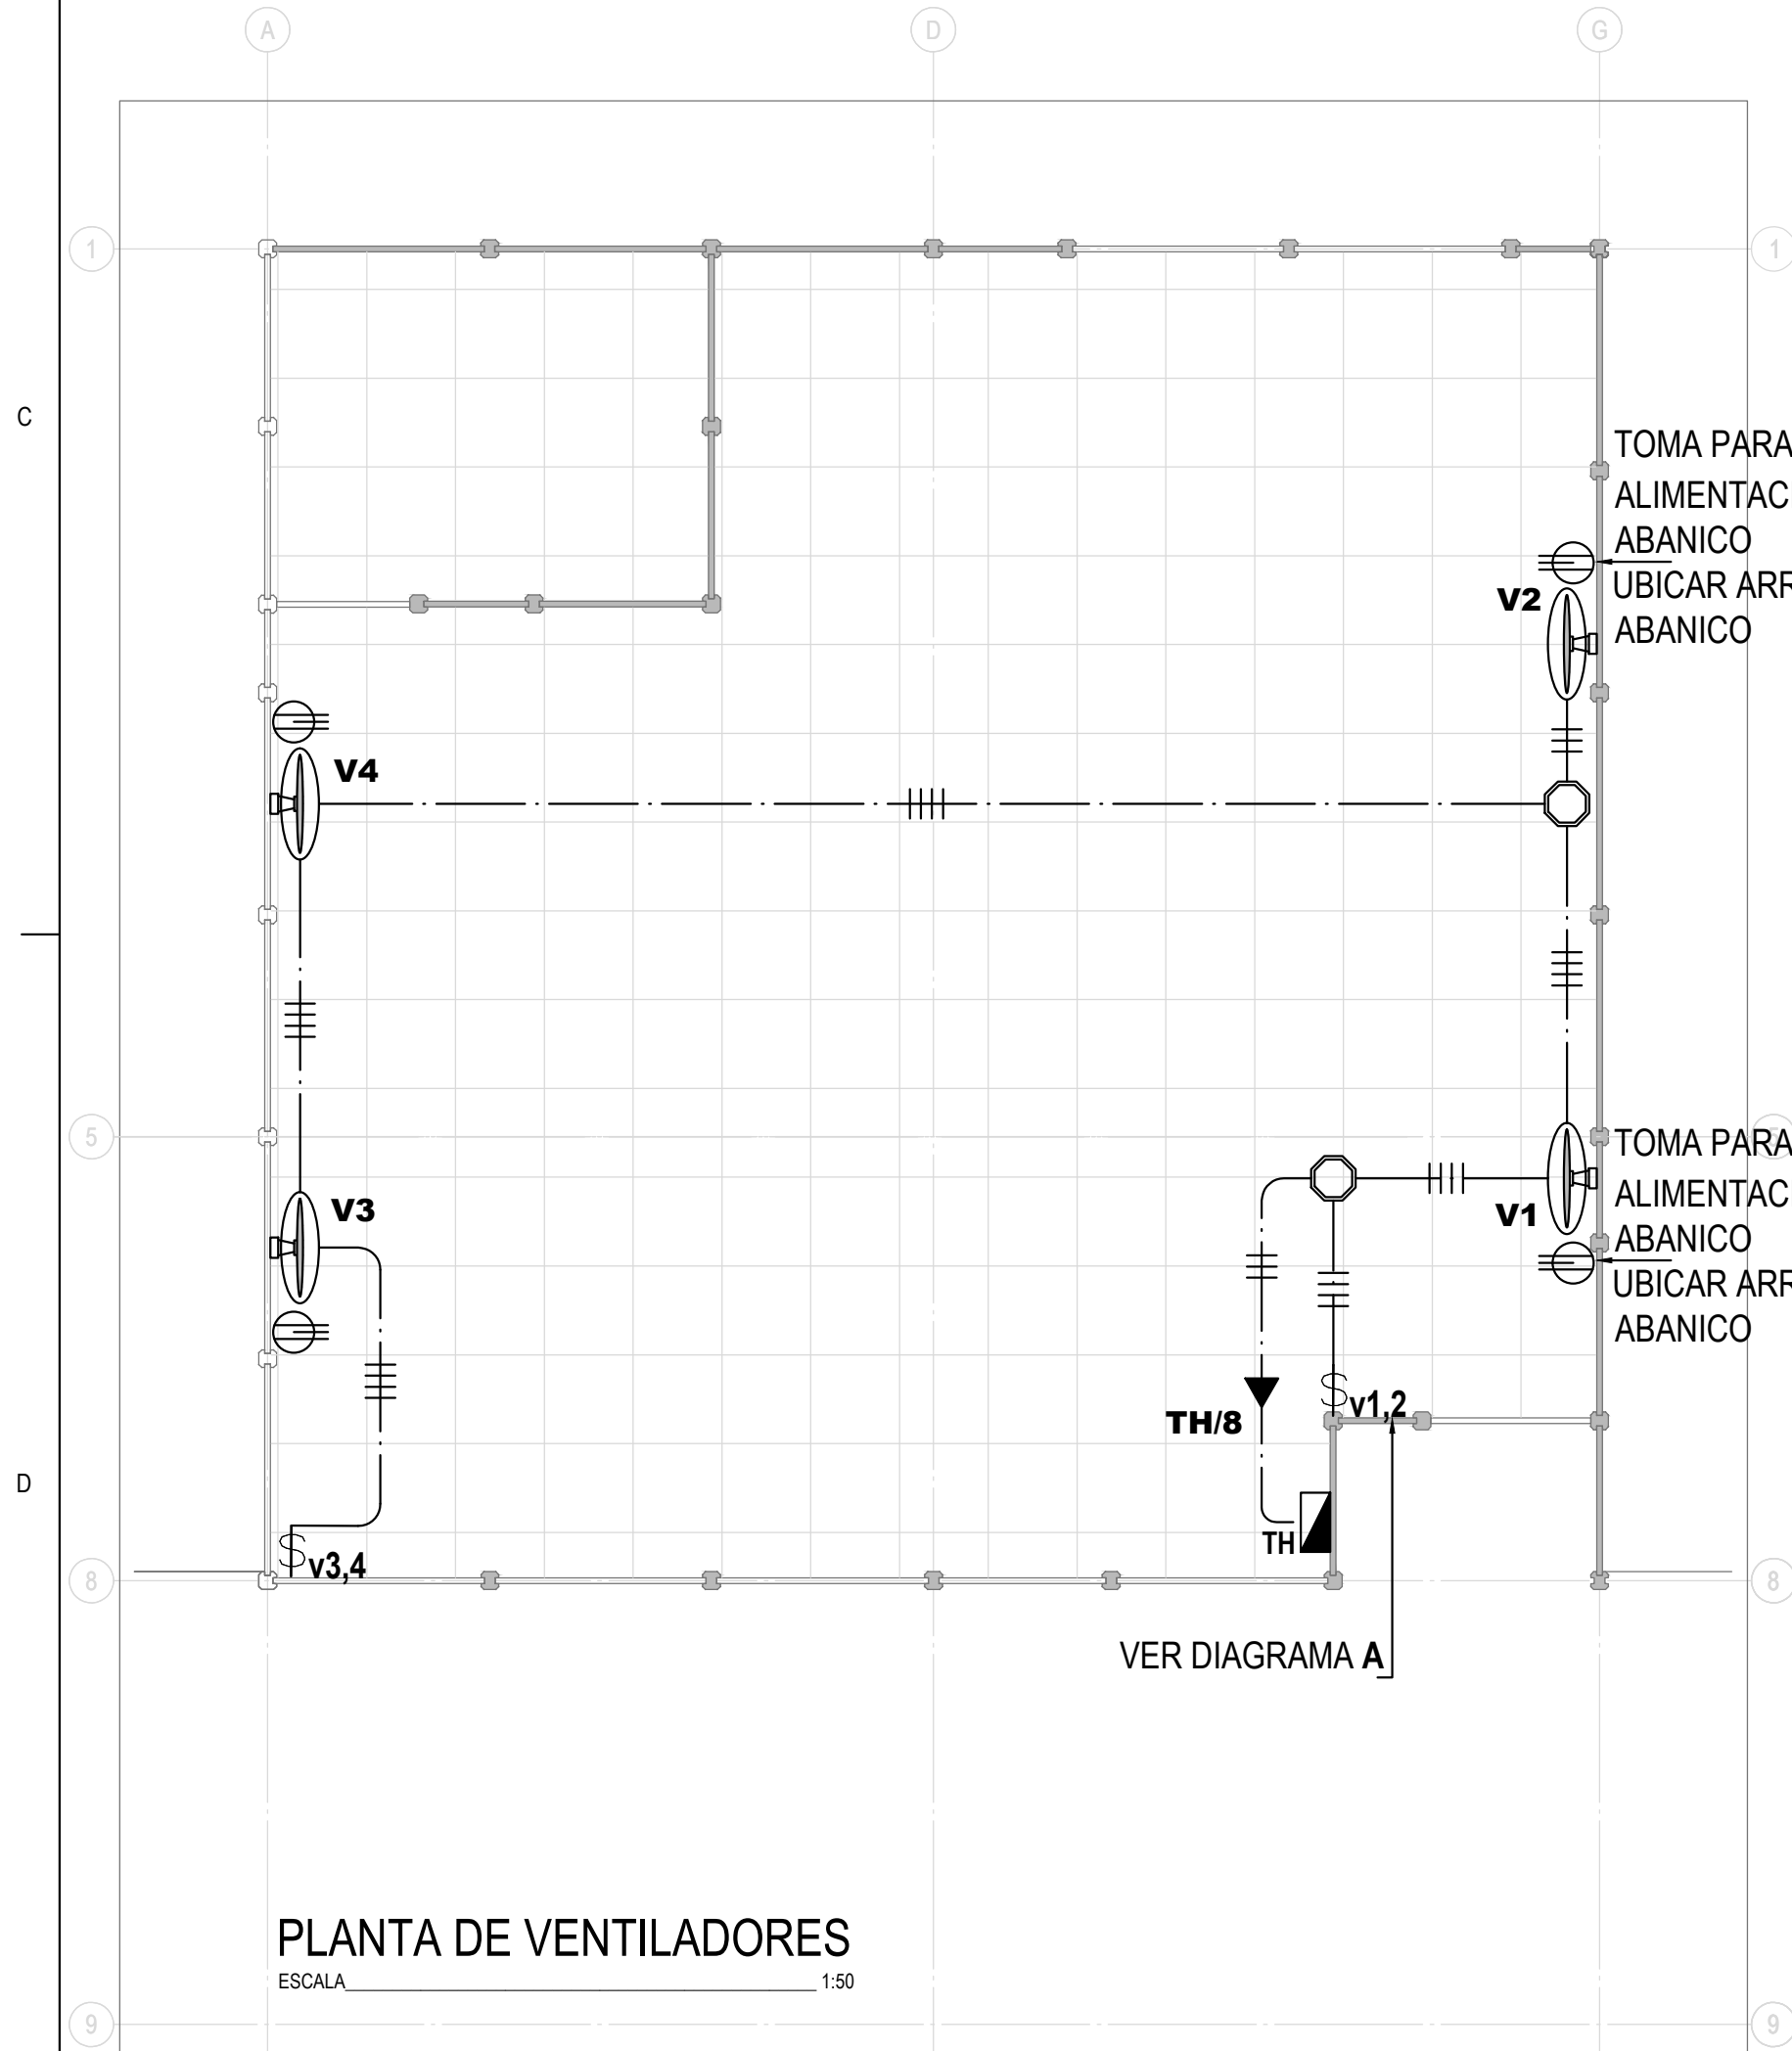 A
D
G
1
1
C
TOMA PARA
ALIMENTAC
ABANICO
UBICAR ARR
ABANICO
V2
V4
5
TOMA PARA
ALIMENTAC
ABANICO
UBICAR ARR
ABANICO
V3
V1
TH/8
v1,2
D
TH
v3,4
8
8
VER DIAGRAMA A
PLANTA DE VENTILADORES
ESCALA 1:50
9
9